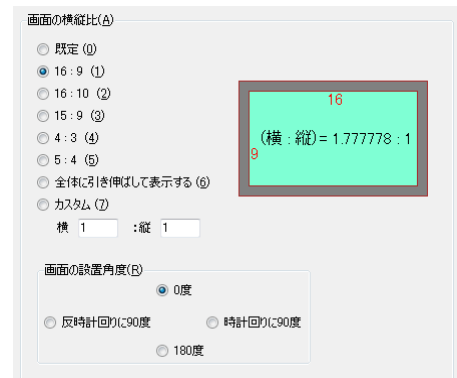 画面の横縦比(A)
既定 (0)
16 : 9 (1)
16 : 10 (2)
15 : 9 (3)
4 : 3 (4)
5 : 4 (5)
全体に引き伸ばして表示する (6)
カスタム (7)
横 1 :縦 1
16
(横 : 縦)= 1.777778 : 1
9
画面の設置角度(R)
0度
反時計回りに90度 時計回りに90度
180度